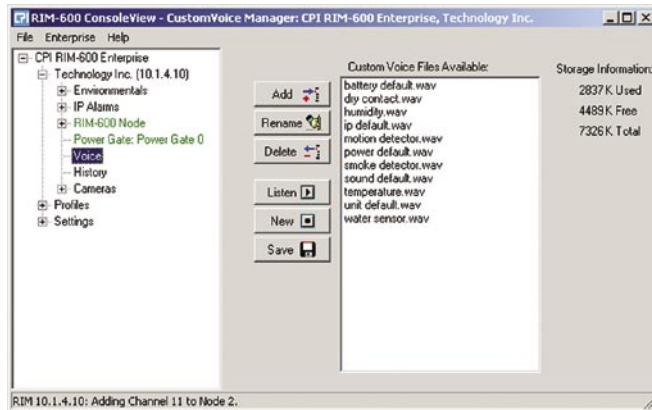 CPI RIM-600 ConsoleView - CustomVoice Manager: CPI RIM-600 Enterprise, Technology Inc.
File Enterprise Help
CPI RIM-600 Enterprise
Technology Inc. (10.1.4.10)
Environmentals
IP Alarms
RIM-600 Node
Power Gate: Power Gate 0
Voice
History
Cameras
Profiles
Settings
Add
Rename
Delete
Listen
New
Save
Custom Voice Files Available:
battery default.wav
dry contact.wav
humidity.wav
ip default.wav
motion detector.wav
power default.wav
smoke detector.wav
sound default.wav
temperature.wav
unit default.wav
water sensor.wav
Storage Information:
2837 K Used
4489 K Free
7326 K Total
RIM 10.1.4.10: Adding Channel 11 to Node 2.